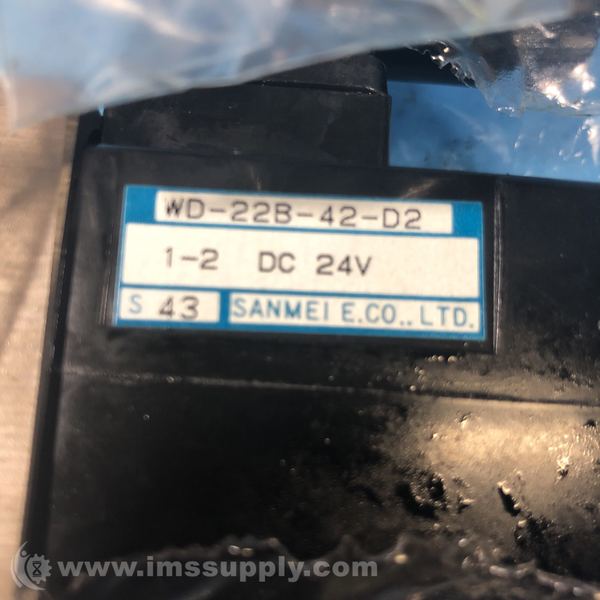 WD-22B-42-D2
1-2 DC 24V
S 43 SANMEI E.CO.,LTD.
www.imssupply.com